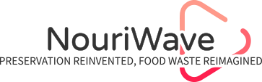 NouriWave
PRESERVATION REINVENTED, FOOD WASTE REIMAGINED